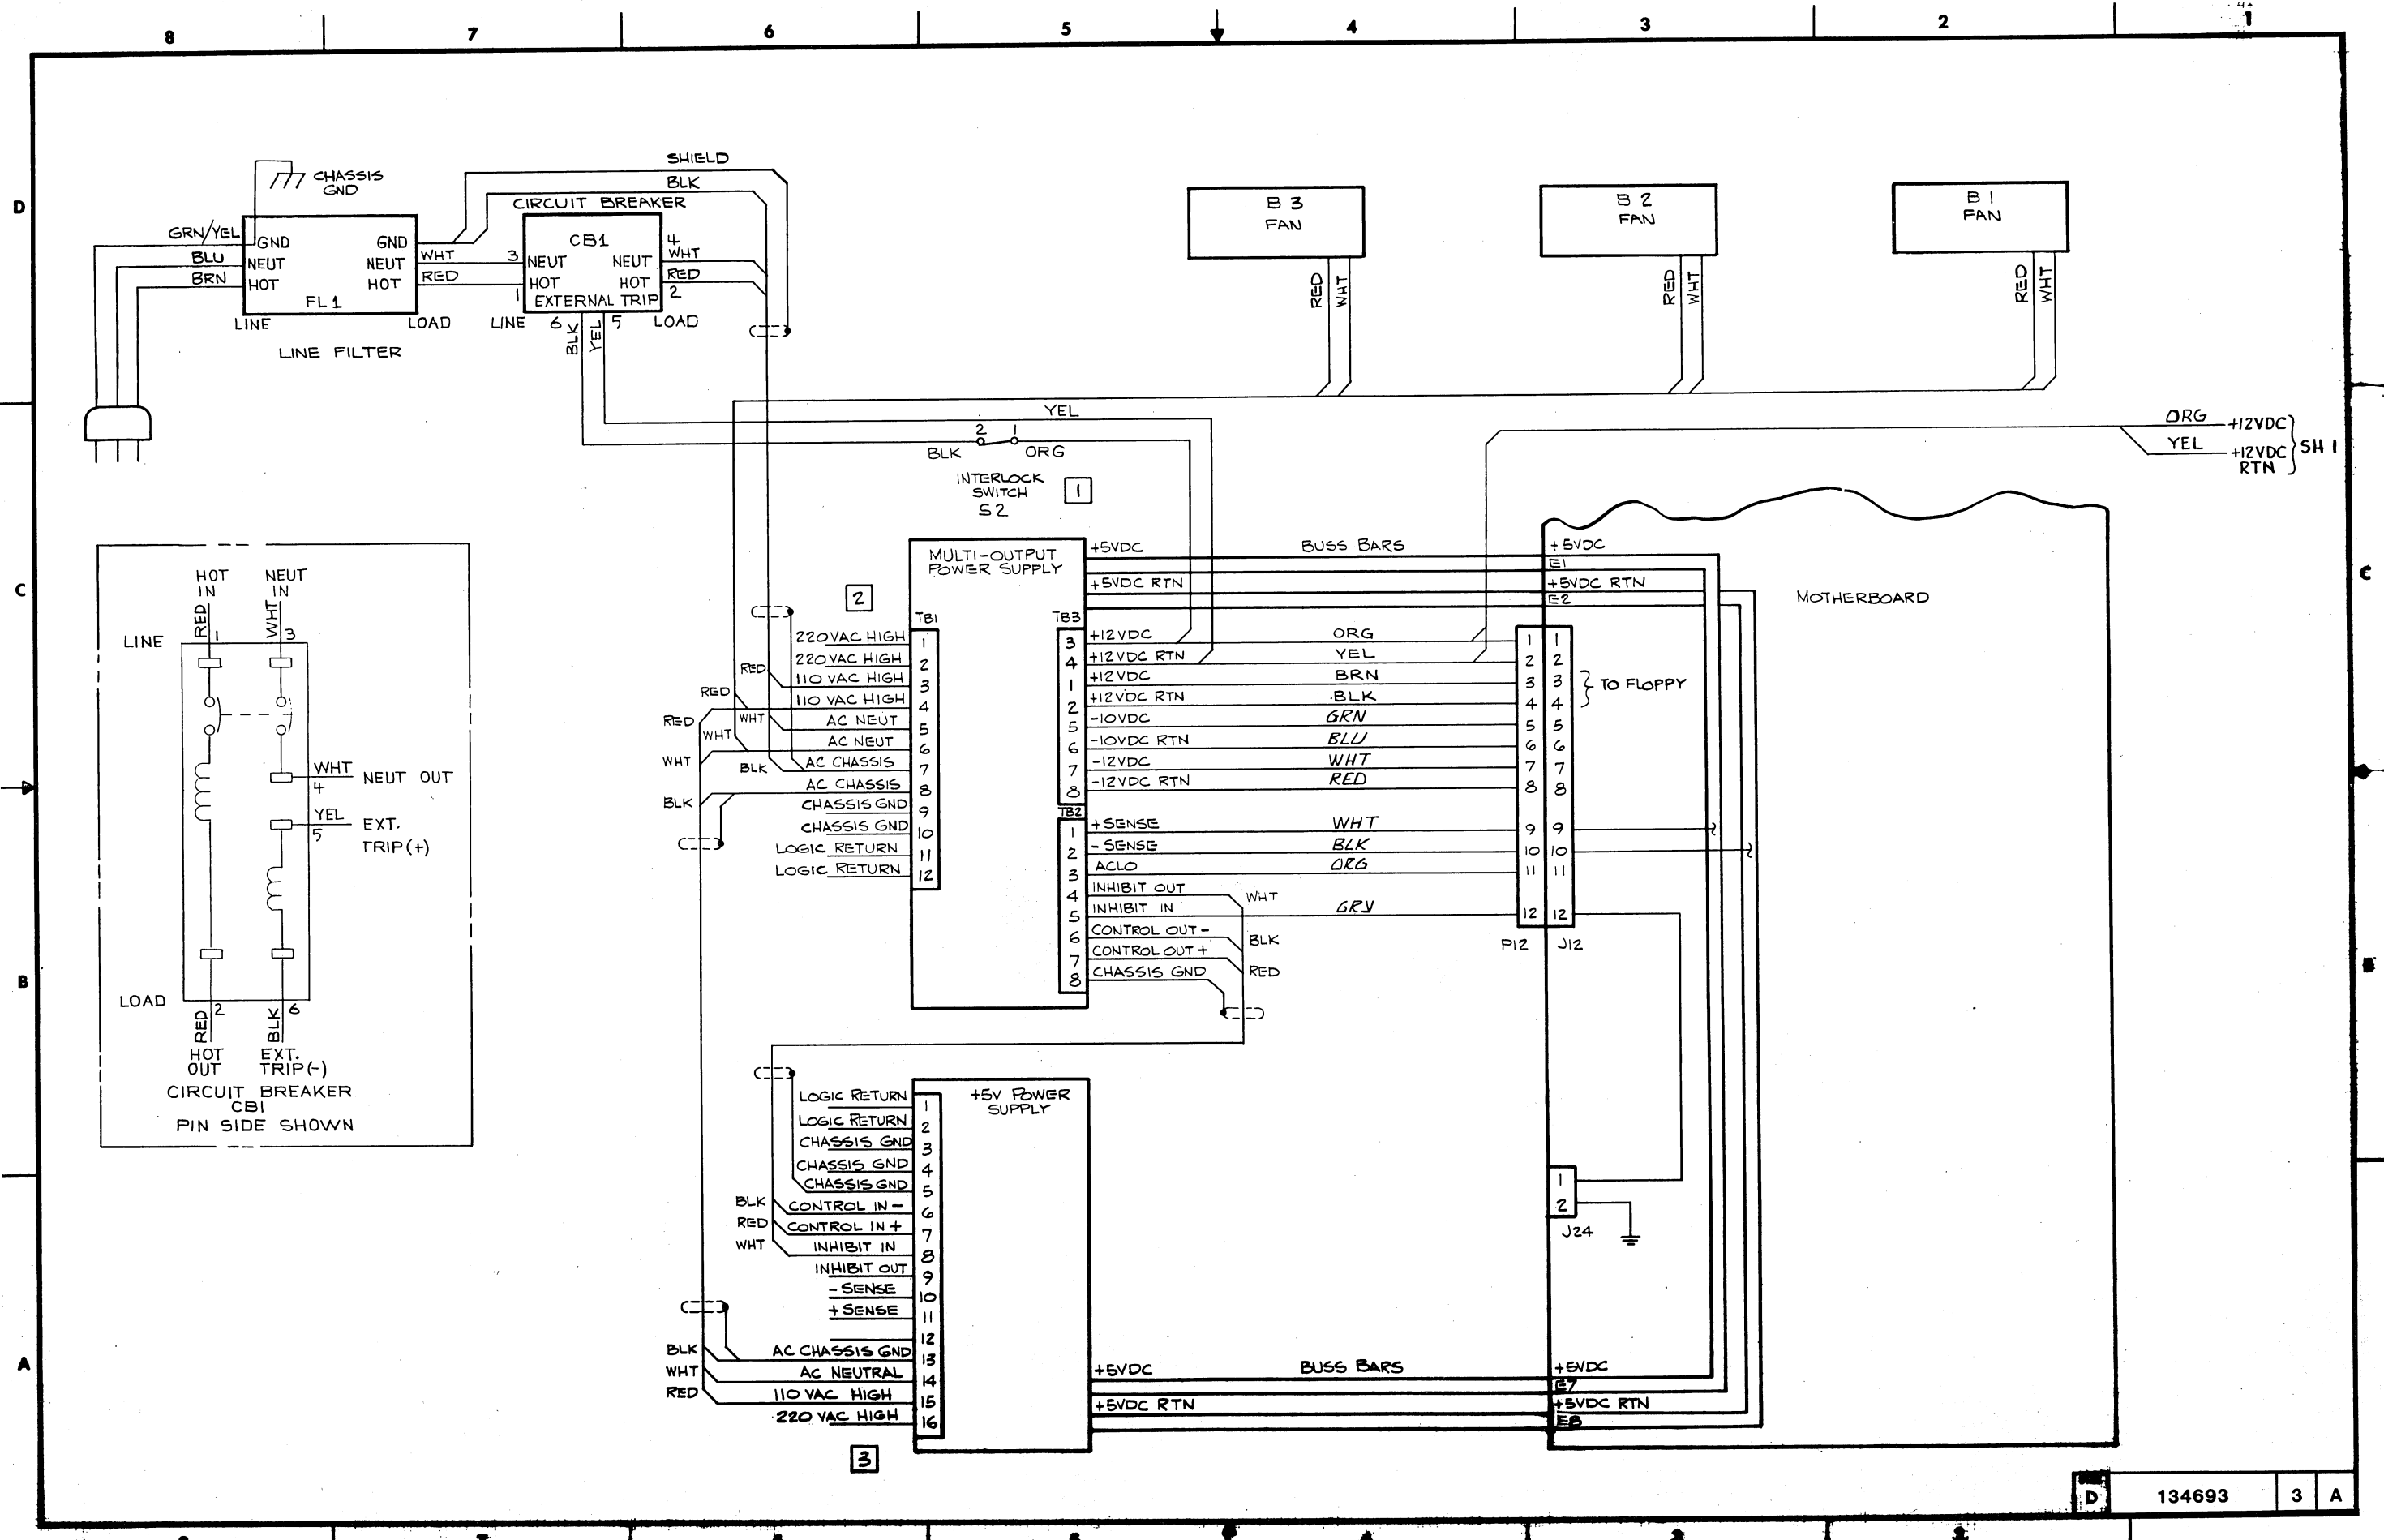 8 7 6 5 4 3 2 1
D
C
B
A
CHASSIS
GND
GRN/YEL
BLU
BRN
GND
NEUT
HOT
GND
NEUT
HOT
FL1
LINE
LOAD
LINE FILTER
WHT
RED
SHIELD
BLK
CIRCUIT BREAKER
CB1
3
1
NEUT
HOT
NEUT
HOT
EXTERNAL TRIP
4
WHT
RED
2
LINE
6
5
LOAD
BLK
YEL
B3
FAN
RED
WHT
B2
FAN
RED
WHT
B1
FAN
RED
WHT
YEL
2 1
BLK
ORG
INTERLOCK
SWITCH
S2
1
ORG
+12VDC
YEL
+12VDC
RTN
SH 1
HOT
IN
NEUT
IN
RED
WHT
LINE
1
3
WHT
4
NEUT OUT
YEL
5
EXT.
TRIP(+)
LOAD
2
6
RED
BLK
HOT
OUT
EXT.
TRIP(-)
CIRCUIT BREAKER
CB1
PIN SIDE SHOWN
2
MULTI-OUTPUT
POWER SUPPLY
TB1
220VAC HIGH 1
220VAC HIGH 2
RED 110 VAC HIGH 3
RED 110 VAC HIGH 4
RED WHT AC NEUT 5
WHT AC NEUT 6
WHT BLK AC CHASSIS 7
AC CHASSIS 8
BLK CHASSIS GND 9
CHASSIS GND 10
LOGIC RETURN 11
LOGIC RETURN 12
+5VDC BUSS BARS +5VDC
E1
+5VDC RTN +5VDC RTN
E2
MOTHERBOARD
TB3
3 +12VDC ORG 1 1
4 +12VDC RTN YEL 2 2
1 +12VDC BRN 3 3
2 +12VDC RTN BLK 4 4
TO FLOPPY
5 -10VDC GRN 5 5
6 -10VDC RTN BLU 6 6
7 -12VDC WHT 7 7
8 -12VDC RTN RED 8 8
TB2
1 +SENSE WHT 9 9
2 -SENSE BLK 10 10
3 ACLO ORG 11 11
4 INHIBIT OUT WHT
5 INHIBIT IN GRY 12 12
6 CONTROL OUT- BLK
7 CONTROL OUT+ RED
8 CHASSIS GND
P12 J12
+5V POWER
SUPPLY
LOGIC RETURN 1
LOGIC RETURN 2
CHASSIS GND 3
CHASSIS GND 4
CHASSIS GND 5
BLK CONTROL IN- 6
RED CONTROL IN+ 7
WHT INHIBIT IN 8
INHIBIT OUT 9
-SENSE 10
+SENSE 11
12
BLK AC CHASSIS GND 13
WHT AC NEUTRAL 14
RED 110 VAC HIGH 15
220 VAC HIGH 16
3
1
2
J24
+5VDC BUSS BARS +5VDC
E7
+5VDC RTN +5VDC RTN
E8
D 134693 3 A